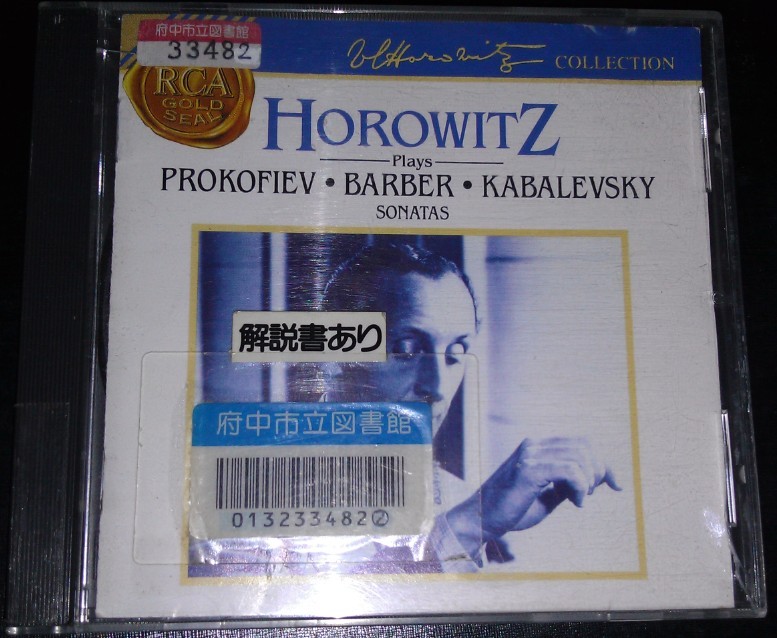 府中市立図書館
33482
RCA
GOLD
SEAL
COLLECTION
HOROWITZ
Plays
PROKOFIEV • BARBER • KABALEVSKY
SONATAS
解説書あり
府中市立図書館
0132334822